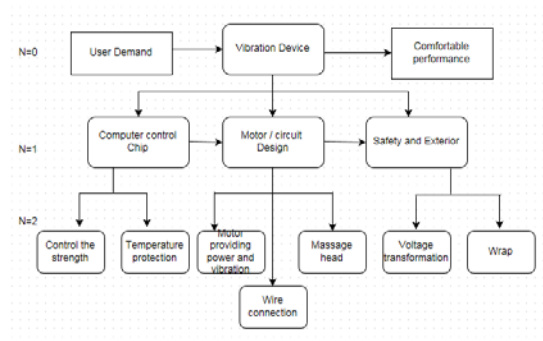 N=0
User Demand
Vibration Device
Comfortable
performance
N=1
Computer control
Chip
Motor / circuit
Design
Safety and Exterior
N=2
Control the
strength
Temperature
protection
Motor
providing
power and
vibration
Massage
head
Voltage
transformation
Wrap
Wire
connection